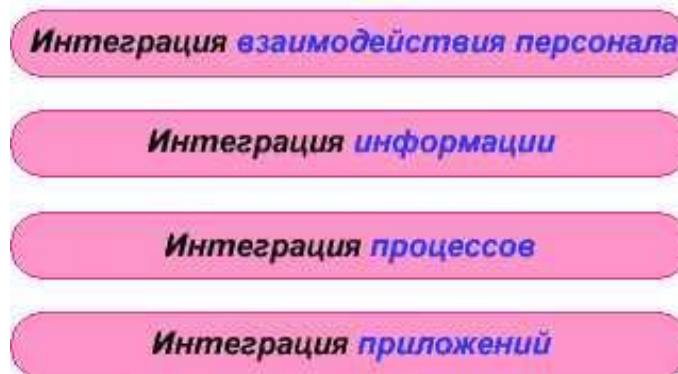 Интеграция взаимодействия персонала
Интеграция информации
Интеграция процессов
Интеграция приложений